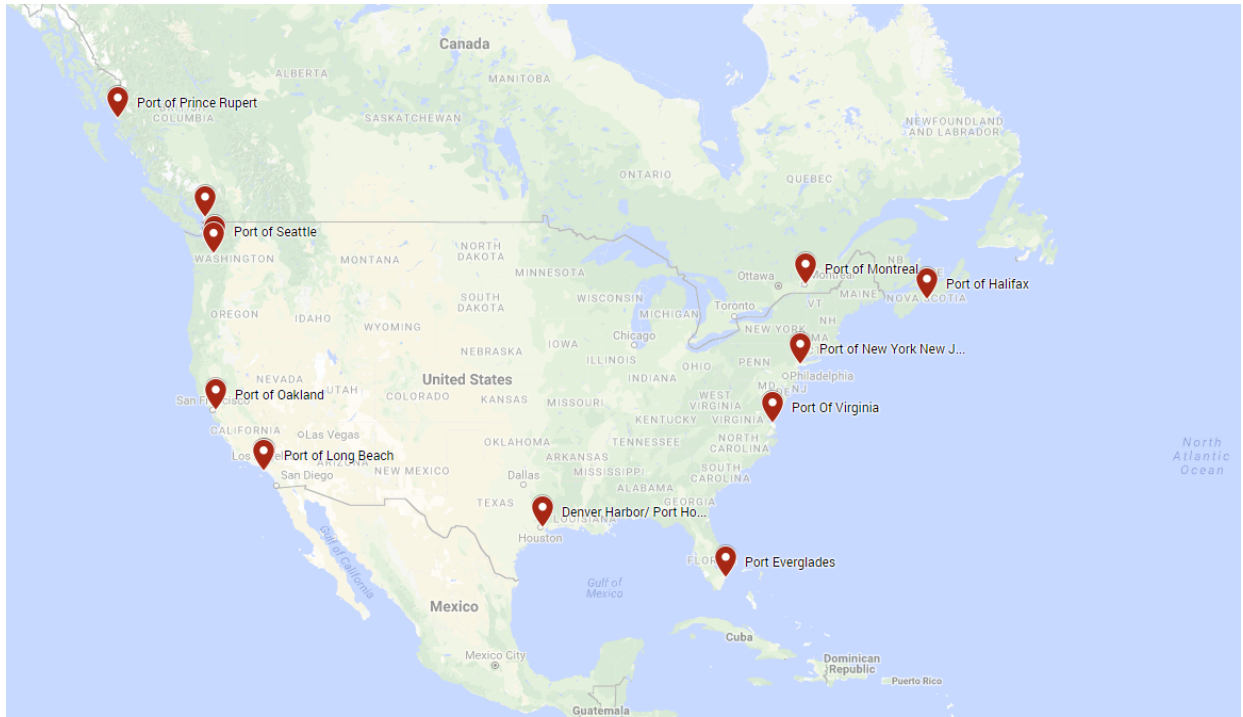 Canada
ALBERTA
MANITOBA
Port of Prince Rupert
COLUMBIA
SASKATCHEWAN
NEWFOUNDLAND
AND LABRADOR
ONTARIO
QUEBEC
Port of Seattle
WASHINGTON
MONTANA
NORTH
DAKOTA
MINNESOTA
Ottawa
Port of Montreal
NB
Port of Halifax
NOVA SCOTIA
MAINE
VT
NH
OREGON
IDAHO
WYOMING
SOUTH
DAKOTA
WISCONSIN
MICHIGAN
Toronto
NEW YORK
MA
Port of New York New J...
Chicago
IOWA
NEBRASKA
ILLINOIS
INDIANA
OHIO
PENN
Philadelphia
MD
DE
NJ
NEVADA
UTAH
COLORADO
United States
KANSAS
MISSOURI
WEST
VIRGINIA
KENTUCKY
VIRGINIA
Port Of Virginia
Port of Oakland
CALIFORNIA
Las Vegas
Port of Long Beach
San Diego
ARIZONA
NEW MEXICO
OKLAHOMA
ARKANSAS
TENNESSEE
NORTH
CAROLINA
SOUTH
CAROLINA
MISSISSIPPI
ALABAMA
GEORGIA
Dallas
TEXAS
Denver Harbor/ Port Ho...
LOUISIANA
Houston
Port Everglades
North
Atlantic
Ocean
Gulf of California
Gulf of
Mexico
Mexico
Mexico City
Cuba
Dominican
Republic
Puerto Rico
Guatemala